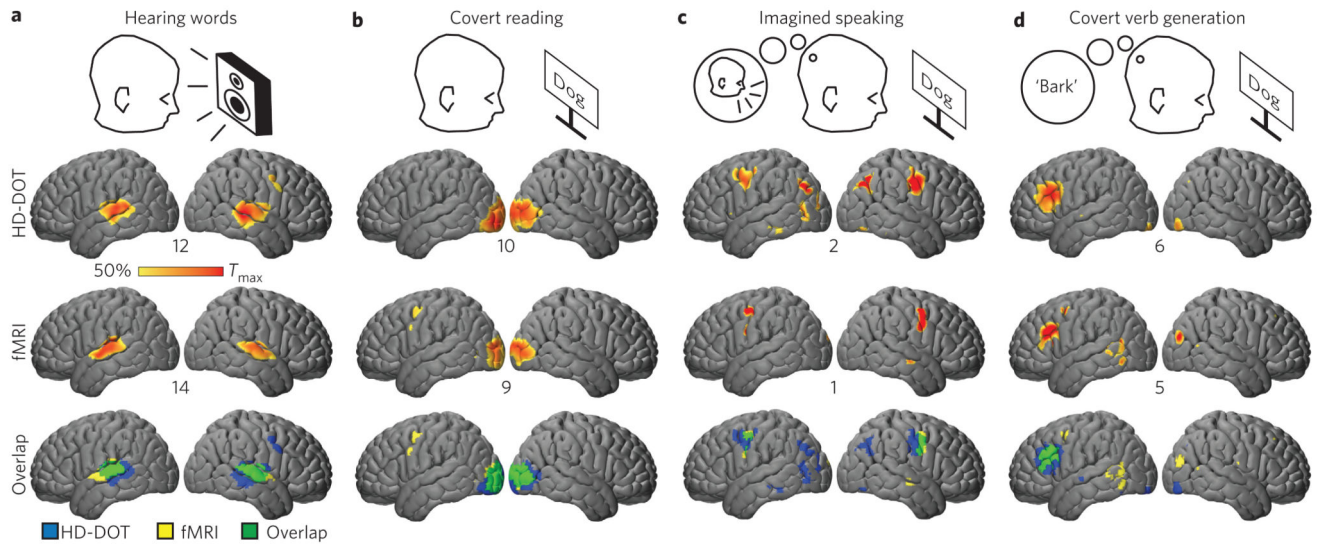 a Hearing words
b Covert reading
c Imagined speaking
d Covert verb generation
Dog
Dog
'Bark'
Dog
HD-DOT
12
10
2
6
50% Tmax
fMRI
14
9
1
5
Overlap
HD-DOT fMRI Overlap